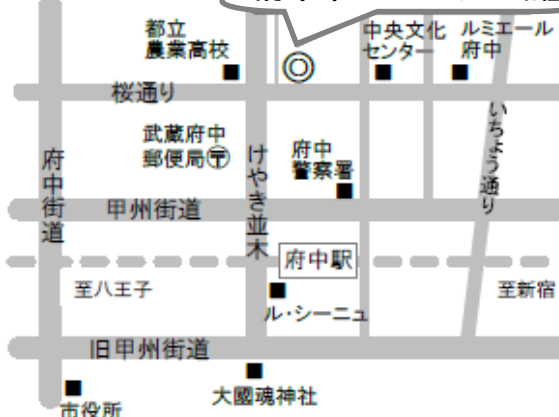 都立
農業高校
中央文化
センター
ルミエール
府中
桜通り
武蔵府中
郵便局〒
府中
警察署
いちょう通り
けやき並木
府中街道
甲州街道
府中駅
至八王子
至新宿
ル・シーニュ
旧甲州街道
大國魂神社
市役所